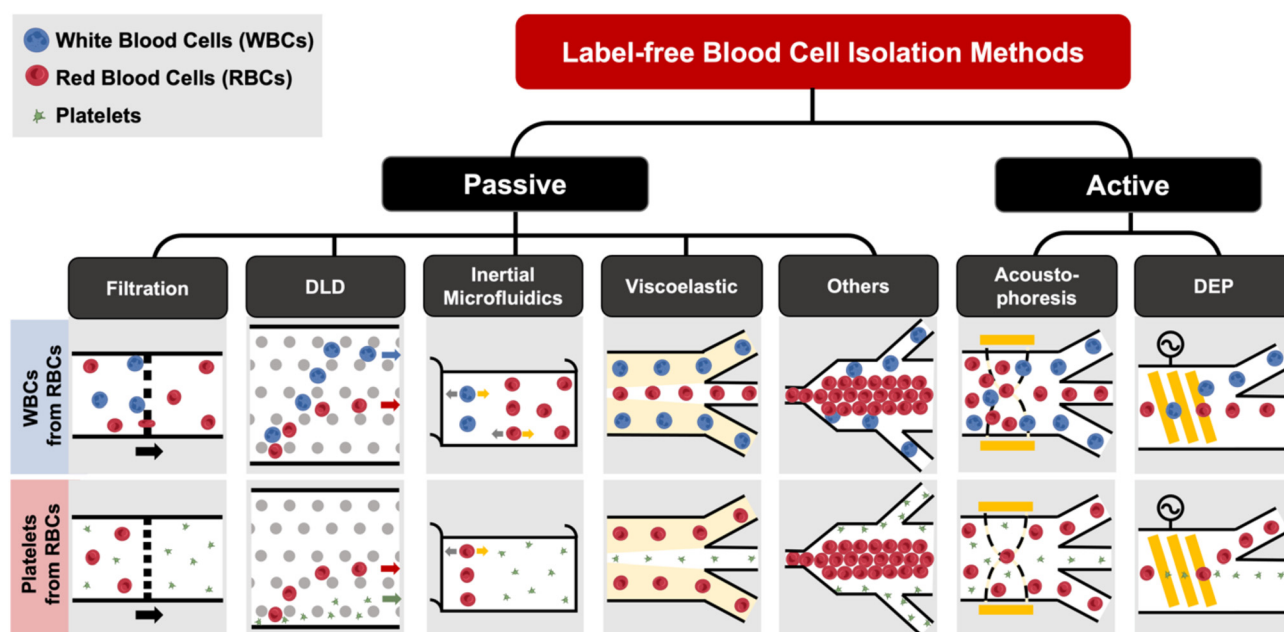 White Blood Cells (WBCs)
Red Blood Cells (RBCs)
Platelets
Label-free Blood Cell Isolation Methods
Passive
Active
Filtration
DLD
Inertial
Microfluidics
Viscoelastic
Others
Acousto-
phoresis
DEP
WBCs
from RBCs
Platelets
from RBCs